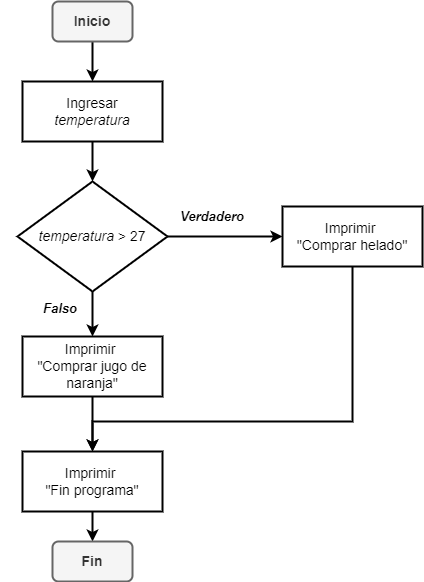 Inicio
Ingresar
temperatura
temperatura > 27
Verdadero
Imprimir
"Comprar helado"
Falso
Imprimir
"Comprar jugo de
naranja"
Imprimir
"Fin programa"
Fin